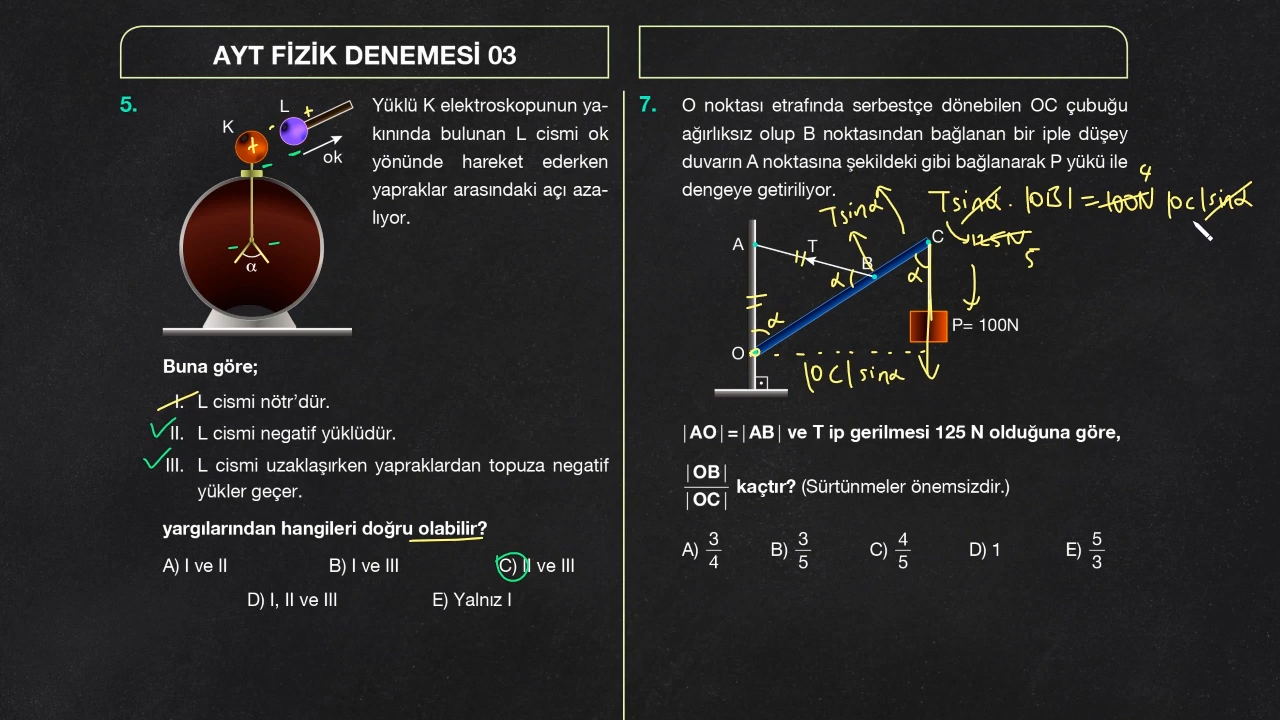 AYT FİZİK DENEMESİ 03
5.
L
K
ok
α
Yüklü K elektroskopunun ya-
kınında bulunan L cismi ok
yönünde hareket ederken
yapraklar arasındaki açı aza-
lıyor.
Buna göre;
I. L cismi nötr’dür.
II. L cismi negatif yüklüdür.
III. L cismi uzaklaşırken yapraklardan topuza negatif
yükler geçer.
yargılarından hangileri doğru olabilir?
A) I ve II B) I ve III C) II ve III
D) I, II ve III E) Yalnız I
7. O noktası etrafında serbestçe dönebilen OC çubuğu
ağırlıksız olup B noktasından bağlanan bir iple düşey
duvarın A noktasına şekildeki gibi bağlanarak P yükü ile
dengeye getiriliyor.
4
Tsinα . |OB| = 100N |OC|sinα
125N
5
Tsinα
A
T
B
C
α
α
α
P= 100N
O
|OC| sinα
|AO|=|AB| ve T ip gerilmesi 125 N olduğuna göre,
|OB|
|OC| kaçtır? (Sürtünmeler önemsizdir.)
A) 3/4 B) 3/5 C) 4/5 D) 1 E) 5/3